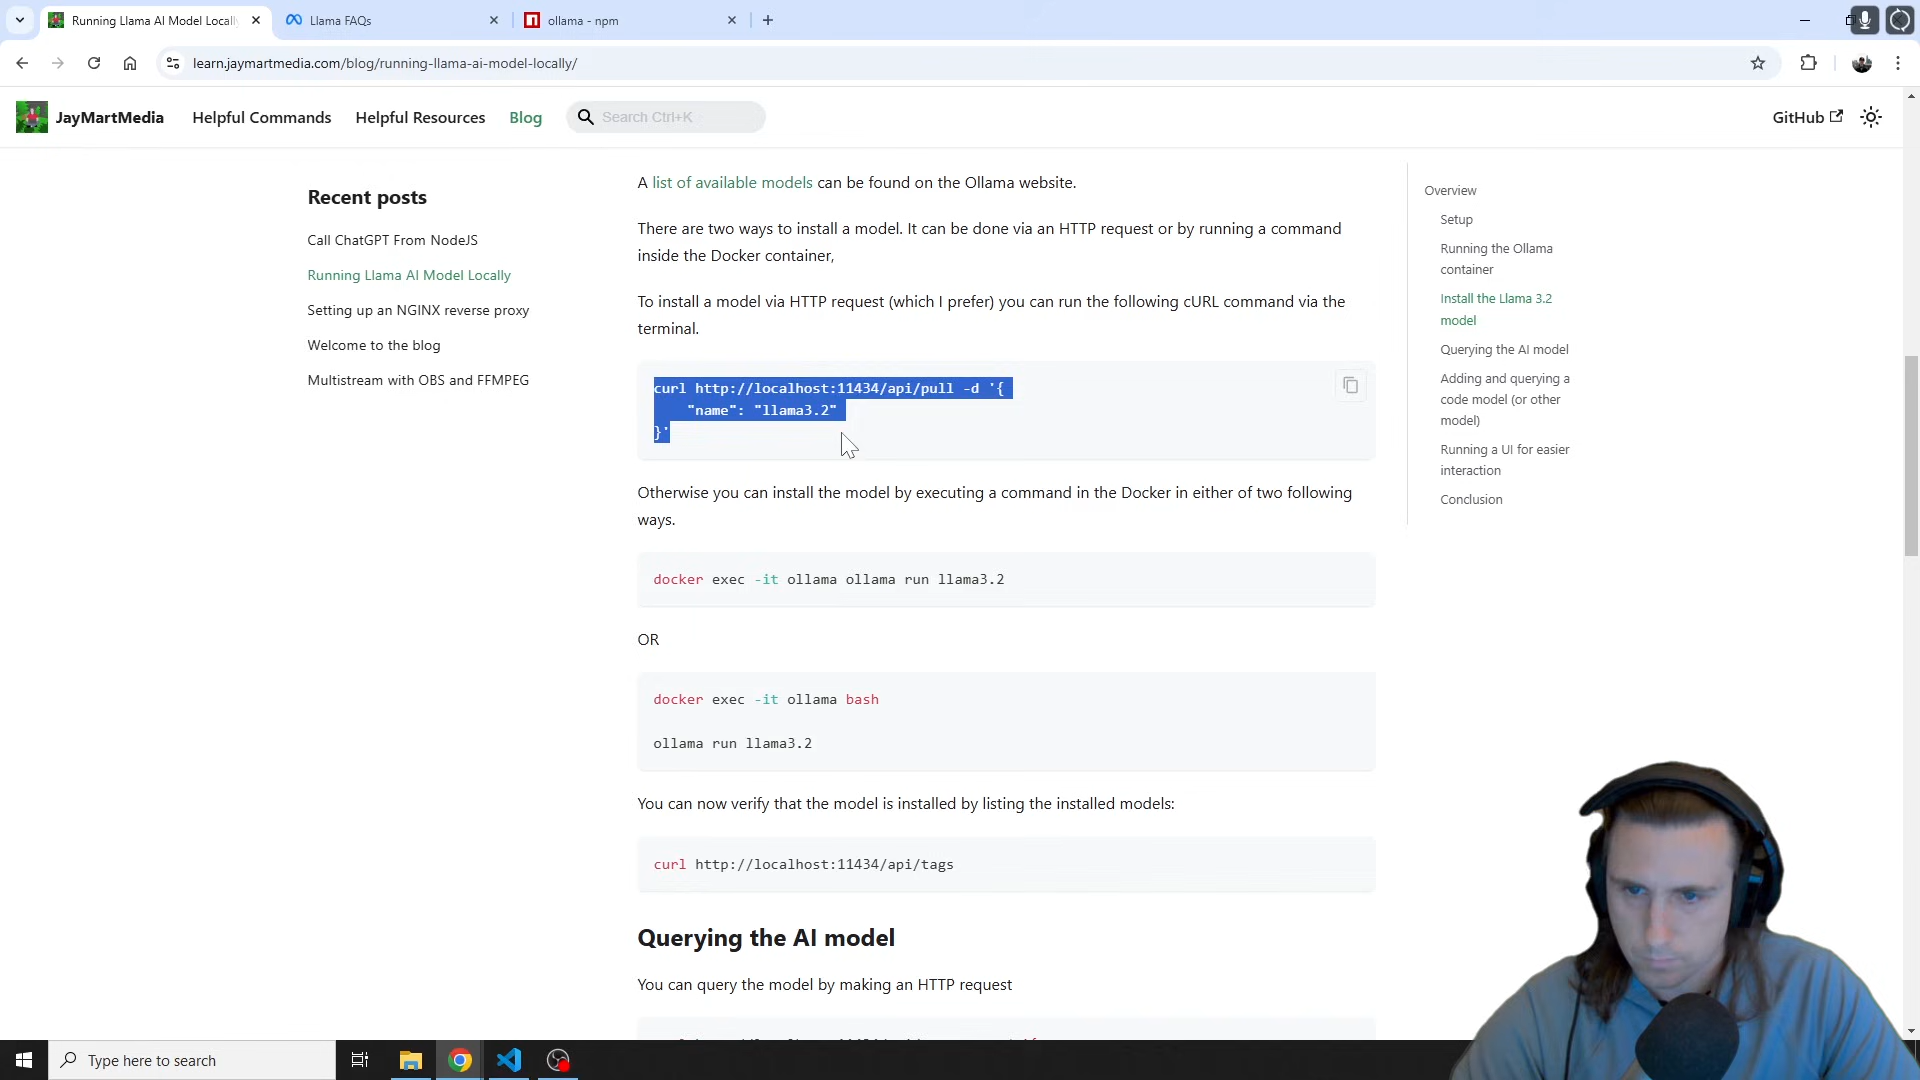 Running Llama AI Model Locall
Llama FAQs
ollama - npm
learn.jaymartmedia.com/blog/running-llama-ai-model-locally/
JayMartMedia
Helpful Commands
Helpful Resources
Blog
Search Ctrl+K
GitHub
Recent posts
Call ChatGPT From NodeJS
Running Llama AI Model Locally
Setting up an NGINX reverse proxy
Welcome to the blog
Multistream with OBS and FFMPEG
A list of available models can be found on the Ollama website.
There are two ways to install a model. It can be done via an HTTP request or by running a command
inside the Docker container,
To install a model via HTTP request (which I prefer) you can run the following cURL command via the
terminal.
curl http://localhost:11434/api/pull -d '{
"name": "llama3.2"
}'
Otherwise you can install the model by executing a command in the Docker in either of two following
ways.
docker exec -it ollama ollama run llama3.2
OR
docker exec -it ollama bash
ollama run llama3.2
You can now verify that the model is installed by listing the installed models:
curl http://localhost:11434/api/tags
Querying the AI model
You can query the model by making an HTTP request
Overview
Setup
Running the Ollama
container
Install the Llama 3.2
model
Querying the AI model
Adding and querying a
code model (or other
model)
Running a UI for easier
interaction
Conclusion
Type here to search